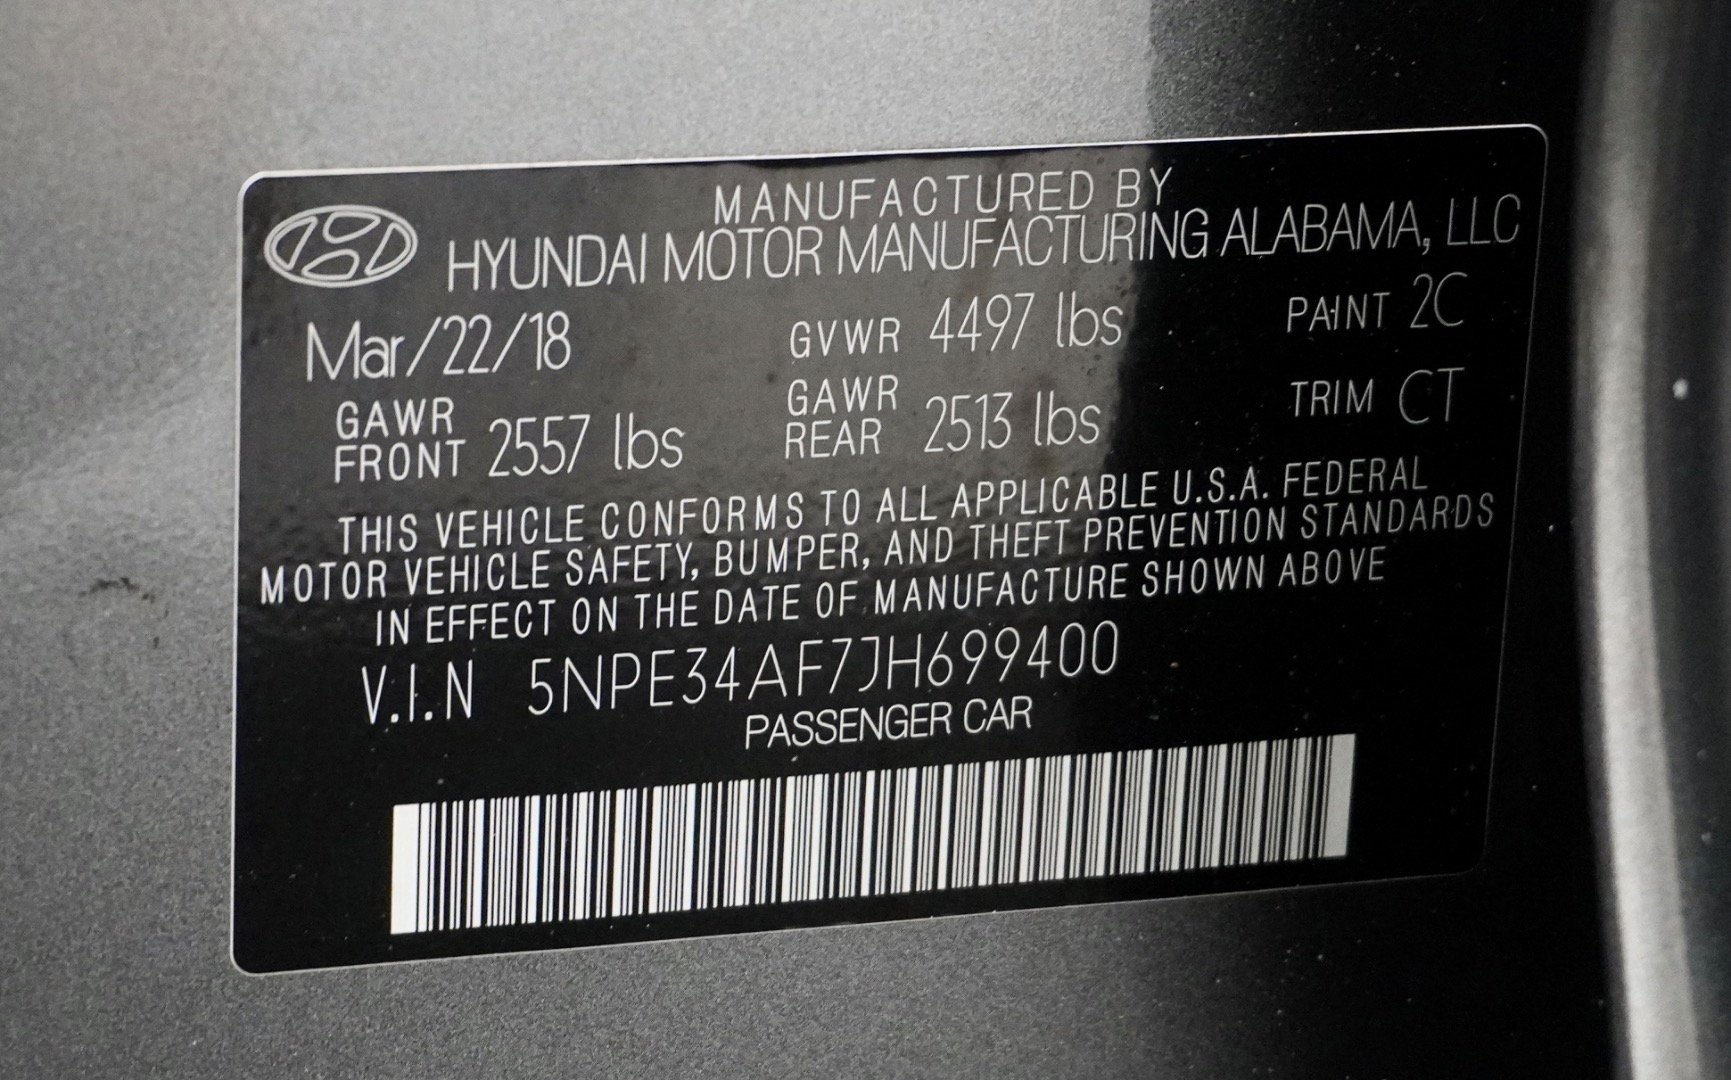 MANUFACTURED BY
HYUNDAI MOTOR MANUFACTURING ALABAMA, LLC
Mar/22/18 GVWR 4497 lbs PAINT 2C
GAWR FRONT 2557 lbs GAWR REAR 2513 lbs TRIM CT
THIS VEHICLE CONFORMS TO ALL APPLICABLE U.S.A. FEDERAL
MOTOR VEHICLE SAFETY, BUMPER, AND THEFT PREVENTION STANDARDS
IN EFFECT ON THE DATE OF MANUFACTURE SHOWN ABOVE
V.I.N 5NPE34AF7JH699400
PASSENGER CAR